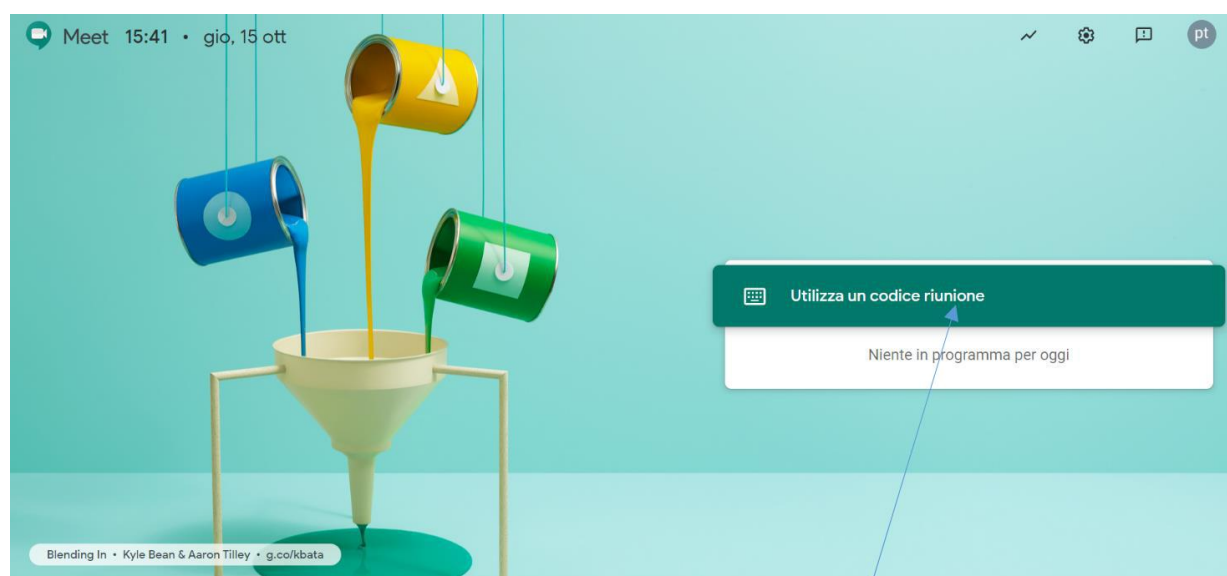 Meet 15:41 • gio, 15 ott
pt
Utilizza un codice riunione
Niente in programma per oggi
Blending In • Kyle Bean & Aaron Tilley • g.co/kbata